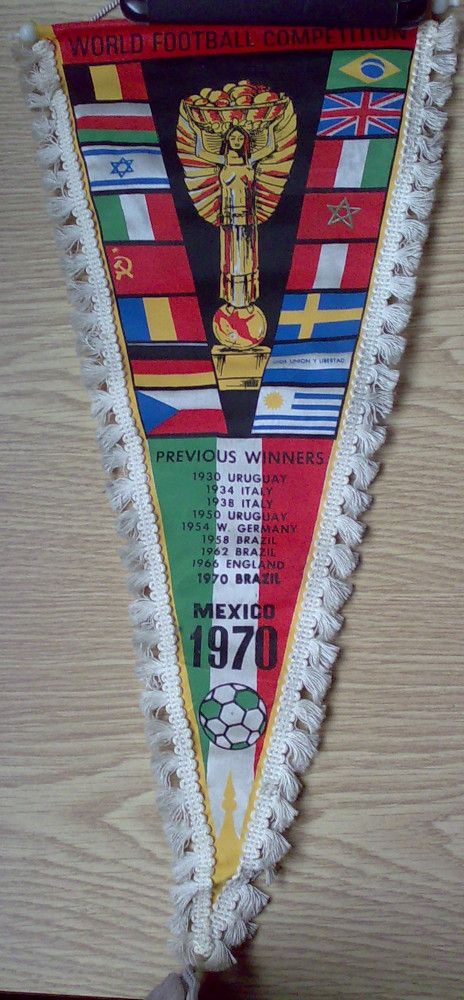 WORLD FOOTBALL COMPETITION
DIOS UNION Y LIBERTAD
PREVIOUS WINNERS
1930 URUGUAY
1934 ITALY
1938 ITALY
1950 URUGUAY
1954 W. GERMANY
1958 BRAZIL
1962 BRAZIL
1966 ENGLAND
1970 BRAZIL
MEXICO
1970